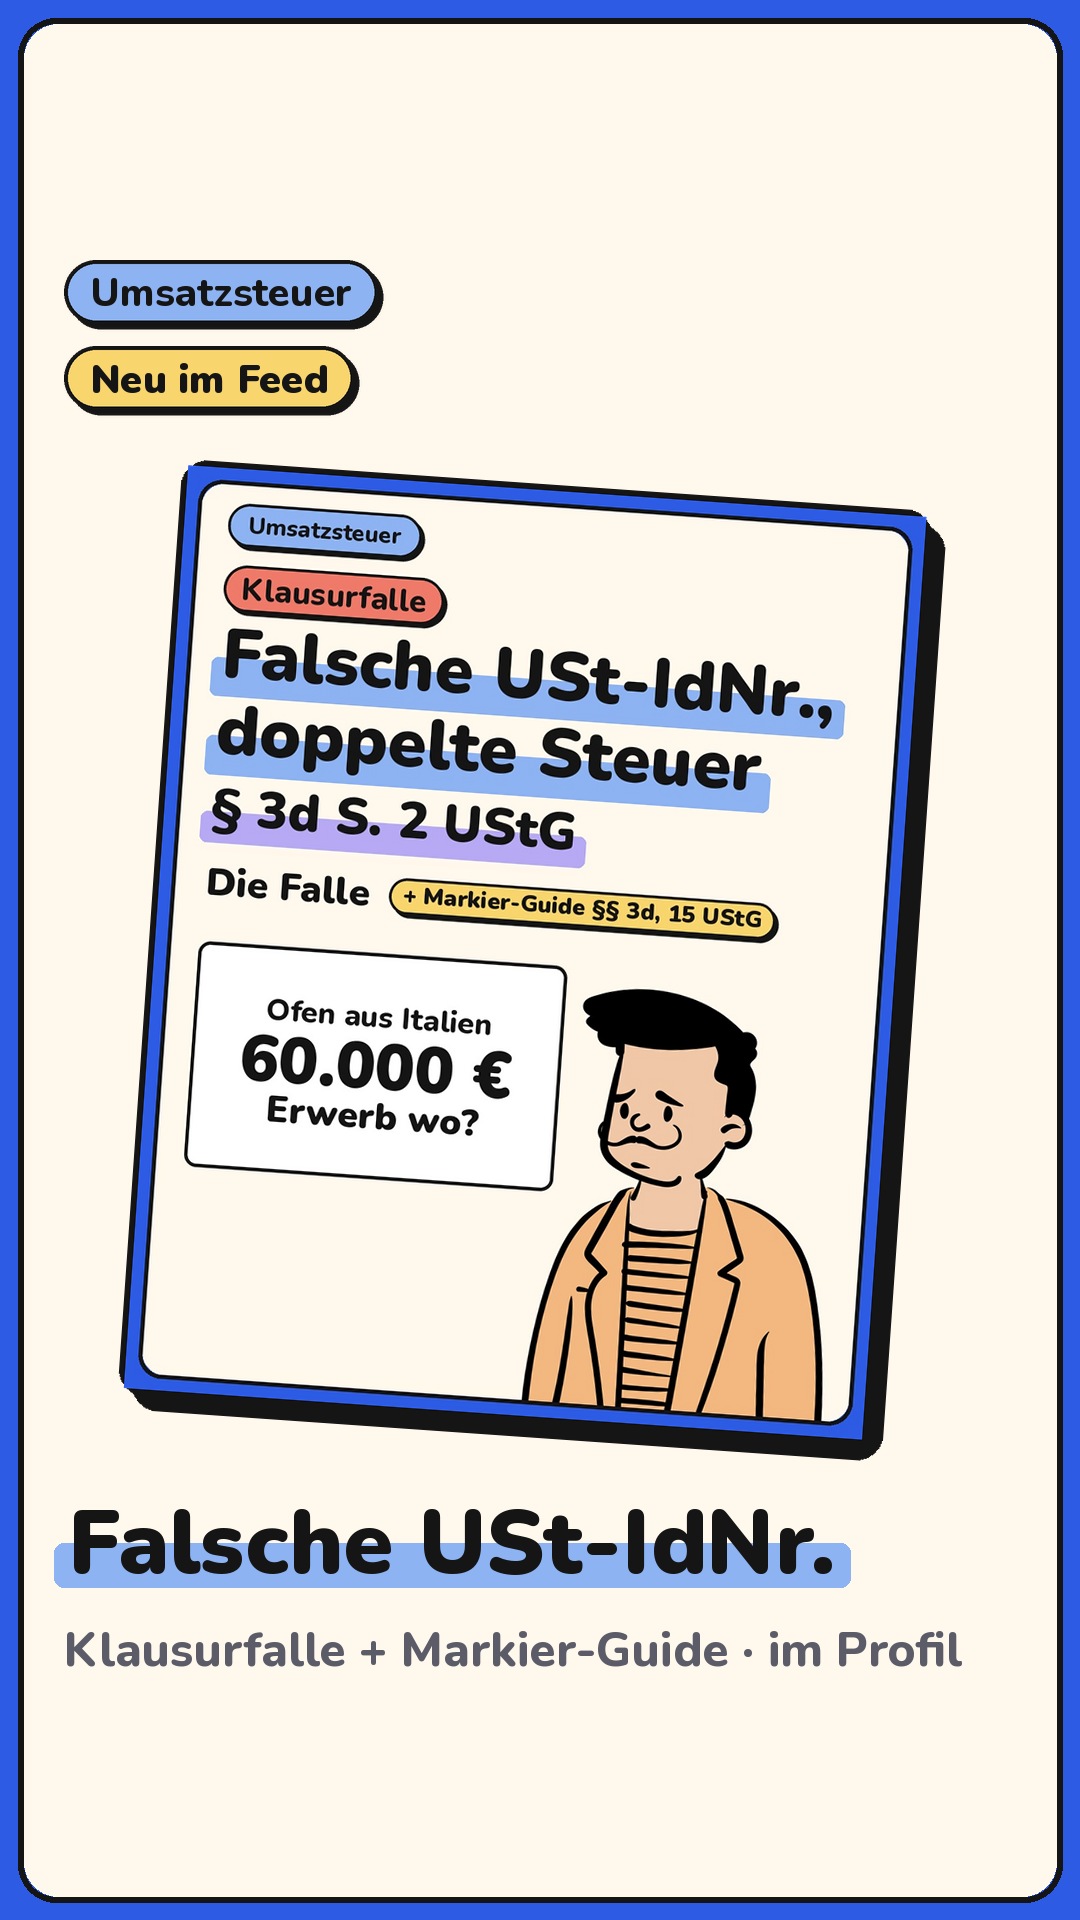 Umsatzsteuer
Neu im Feed
Umsatzsteuer
Klausurfalle
Falsche USt-IdNr.,
doppelte Steuer
§ 3d S. 2 UStG
Die Falle
+ Markier-Guide §§ 3d, 15 UStG
Ofen aus Italien
60.000 €
Erwerb wo?
Falsche USt-IdNr.
Klausurfalle + Markier-Guide · im Profil